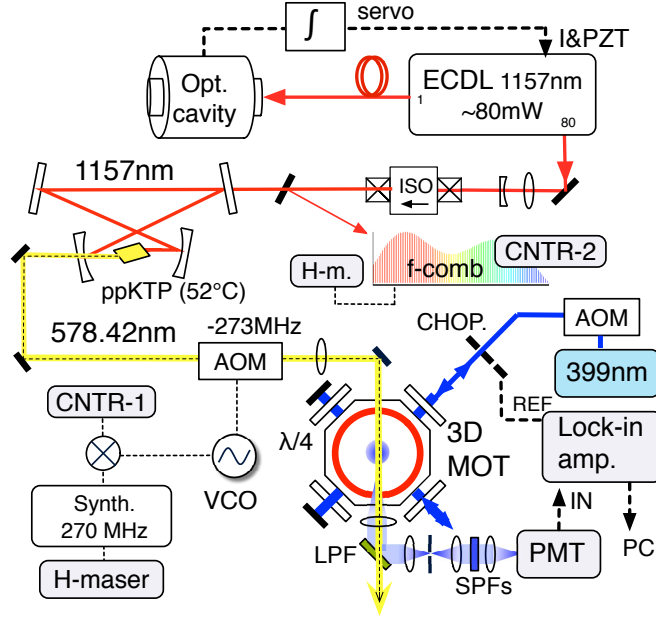 servo
∫
I&PZT
Opt.
cavity
ECDL 1157nm
~80mW
1
80
1157nm
ISO
f-comb
CNTR-2
H-m.
ppKTP (52°C)
578.42nm
-273MHz
AOM
CHOP.
AOM
399nm
REF
CNTR-1
λ/4
3D
MOT
Lock-in
amp.
VCO
Synth.
270 MHz
IN
LPF
PMT
PC
SPFs
H-maser